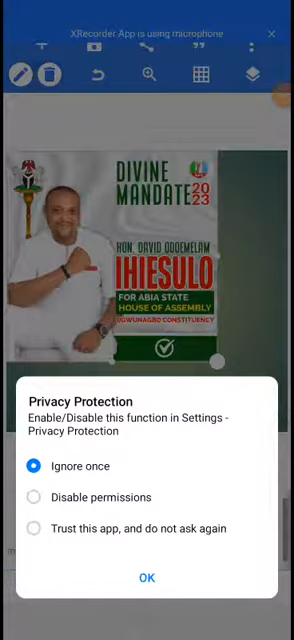 XRecorder App is using microphone
DIVINE
MANDATE 2023
HON. DAVID ODOEMELAM
IHIESULO
FOR ABIA STATE
HOUSE OF ASSEMBLY
UGWUNAGBO CONSTITUENCY
Privacy Protection
Enable/Disable this function in Settings -
Privacy Protection
Ignore once
Disable permissions
Trust this app, and do not ask again
OK